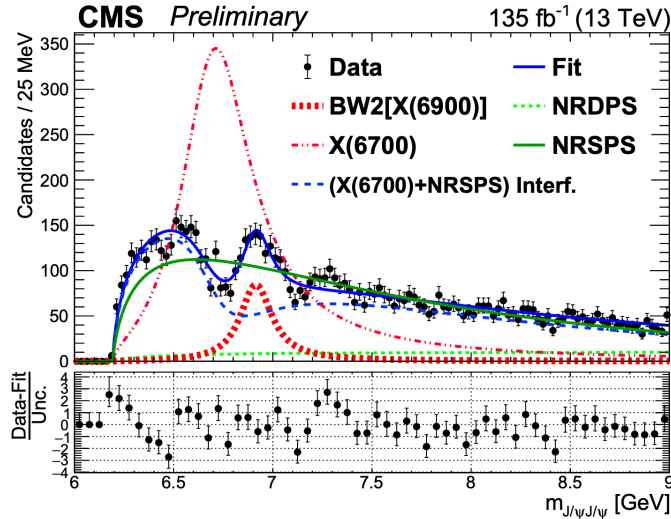 CMS Preliminary 135 fb⁻¹ (13 TeV)
Candidates / 25 MeV
350
300
250
200
150
100
50
0
Data
Fit
BW2[X(6900)]
NRDPS
X(6700)
NRSPS
(X(6700)+NRSPS) Interf.
Data-Fit
Unc.
4
3
2
1
0
−1
−2
−3
−4
6 6.5 7 7.5 8 8.5 9
m_J/ψJ/ψ [GeV]